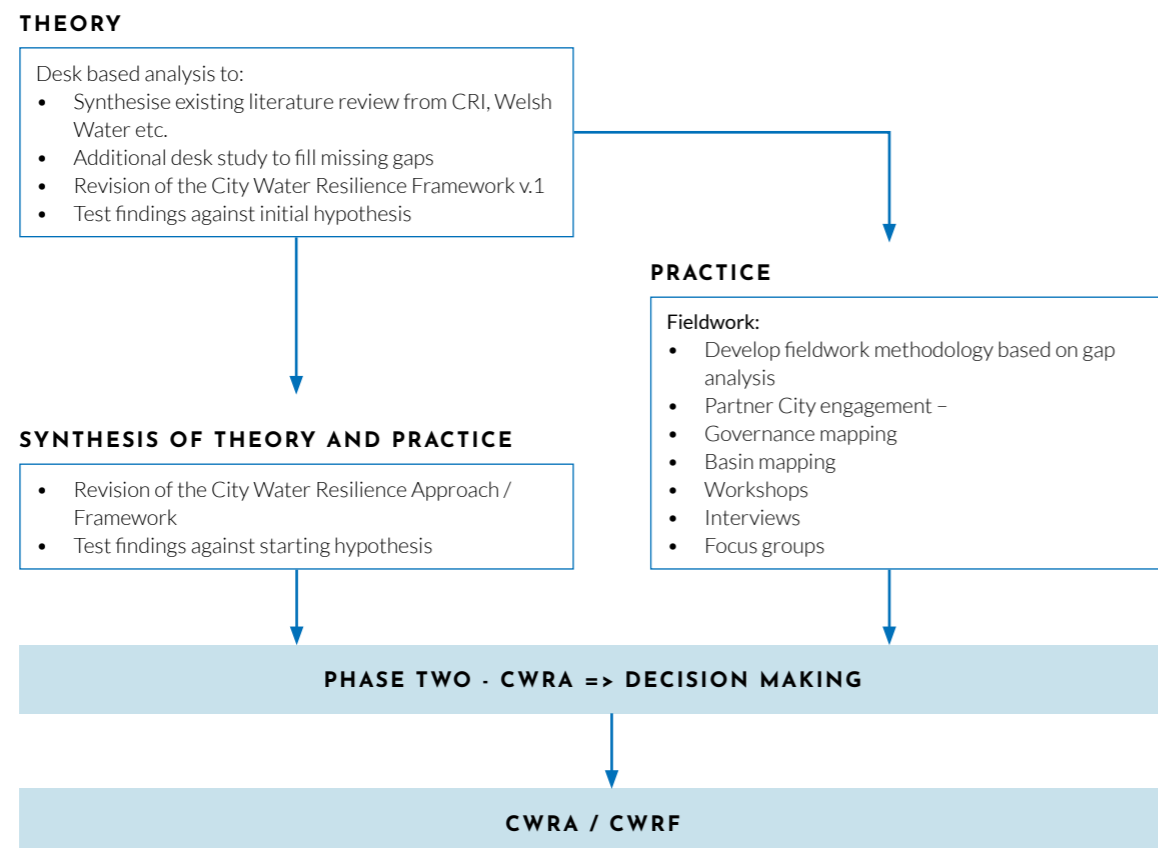 THEORY
Desk based analysis to:
• Synthesise existing literature review from CRI, Welsh
Water etc.
• Additional desk study to fill missing gaps
• Revision of the City Water Resilience Framework v.1
• Test findings against initial hypothesis
PRACTICE
Fieldwork:
• Develop fieldwork methodology based on gap
analysis
• Partner City engagement –
• Governance mapping
• Basin mapping
• Workshops
• Interviews
• Focus groups
SYNTHESIS OF THEORY AND PRACTICE
• Revision of the City Water Resilience Approach /
Framework
• Test findings against starting hypothesis
PHASE TWO - CWRA => DECISION MAKING
CWRA / CWRF